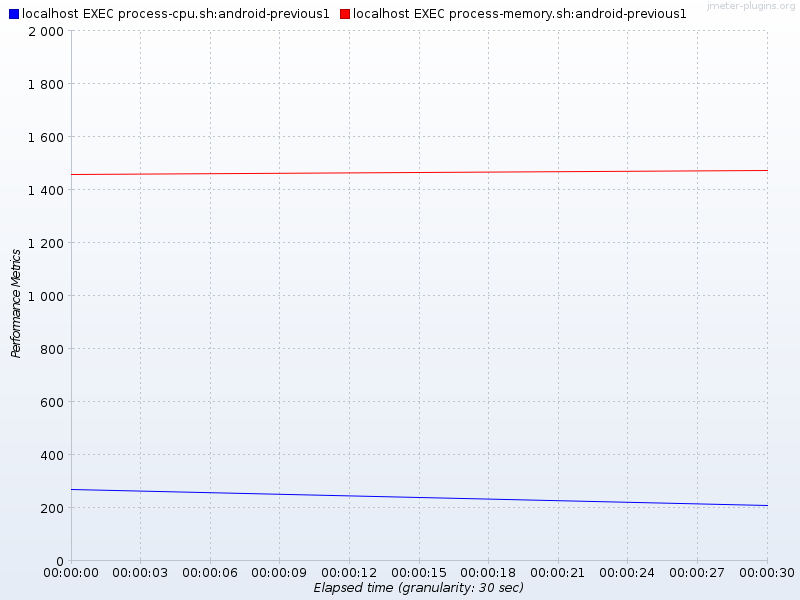 localhost EXEC process-cpu.sh:android-previous1 localhost EXEC process-memory.sh:android-previous1
jmeter-plugins.org
2 000
1 800
1 600
1 400
1 200
1 000
800
600
400
200
0
Performance Metrics
00:00:00 00:00:03 00:00:06 00:00:09 00:00:12 00:00:15 00:00:18 00:00:21 00:00:24 00:00:27 00:00:30
Elapsed time (granularity: 30 sec)